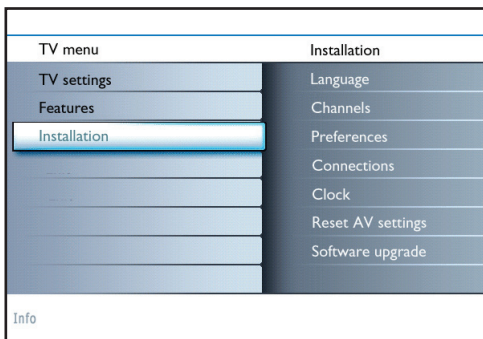 TV menu
Installation
TV settings
Features
Installation
Language
Channels
Preferences
Connections
Clock
Reset AV settings
Software upgrade
Info